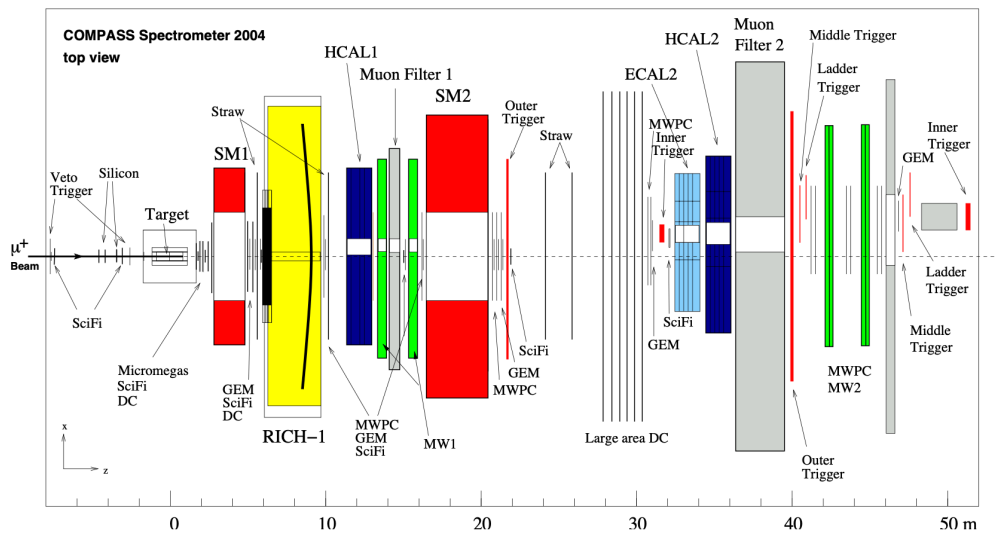 COMPASS Spectrometer 2004
top view
Muon
Filter 2
Middle Trigger
HCAL1
HCAL2
Ladder
Trigger
Muon Filter 1
ECAL2
SM2
Outer
Trigger
Straw
Straw
MWPC
Inner
Trigger
Inner
Trigger
GEM
SM1
Veto
Trigger
Silicon
Target
μ+
Beam
Ladder
Trigger
SciFi
SciFi
GEM
SciFi
GEM
MWPC
Middle
Trigger
Micromegas
SciFi
DC
GEM
SciFi
DC
MWPC
GEM
SciFi
MW1
MWPC
MW2
RICH−1
Large area DC
Outer
Trigger
x
z
0
10
20
30
40
50 m